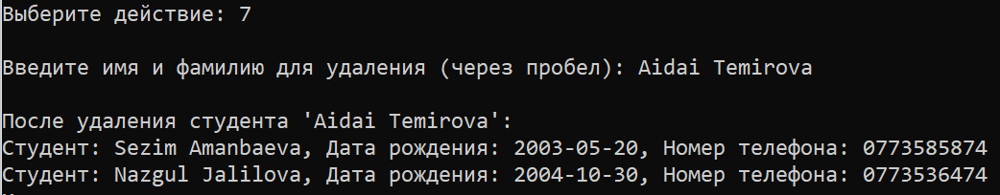 Выберите действие: 7
Введите имя и фамилию для удаления (через пробел): Aidai Temirova
После удаления студента 'Aidai Temirova':
Студент: Sezim Amanbaeva, Дата рождения: 2003-05-20, Номер телефона: 0773585874
Студент: Nazgul Jalilova, Дата рождения: 2004-10-30, Номер телефона: 0773536474